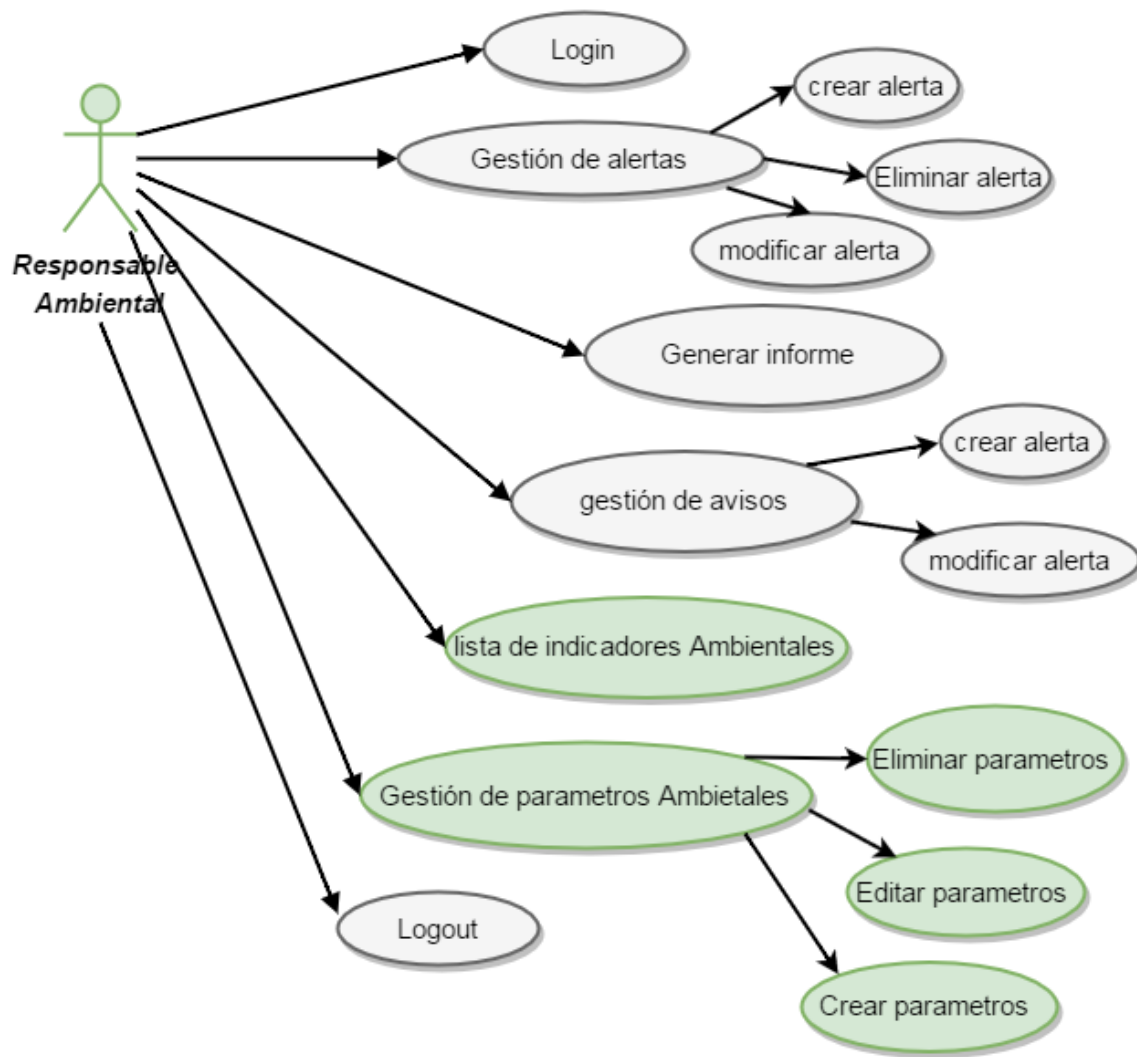 Login
crear alerta
Gestión de alertas
Eliminar alerta
modificar alerta
Responsable
Ambiental
Generar informe
crear alerta
gestión de avisos
modificar alerta
lista de indicadores Ambientales
Eliminar parametros
Gestión de parametros Ambietales
Editar parametros
Logout
Crear parametros